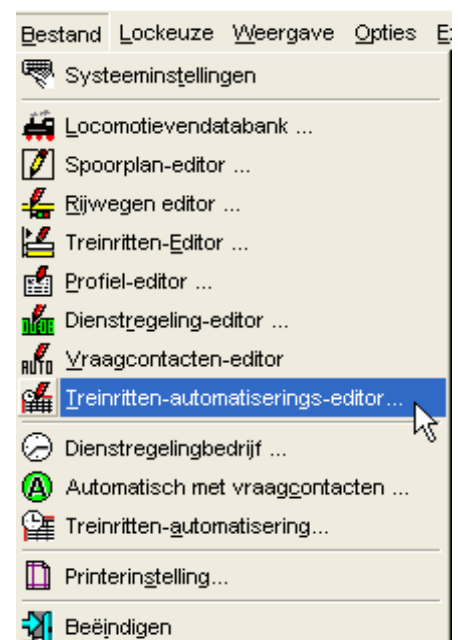 Bestand Lockeuze Weergave Opties E
Systeeminstellingen
Locomotievendatabank ...
Spoorplan-editor ...
Rijwegen editor ...
Treinritten-Editor ...
Profiel-editor ...
Dienstregeling-editor ...
AUTO Vraagcontacten-editor
Treinritten-automatiserings-editor...
Dienstregelingbedrijf ...
A Automatisch met vraagcontacten ...
Treinritten-automatisering...
Printerinstelling...
Beëindigen